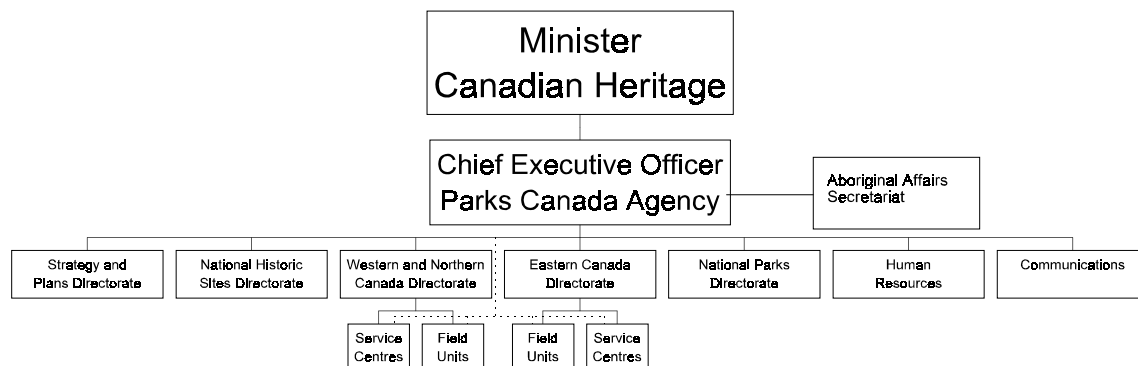 Minister
Canadian Heritage
Chief Executive Officer
Parks Canada Agency
Aboriginal Affairs
Secretariat
Strategy and
Plans Directorate
National Historic
Sites Directorate
Western and Northern
Canada Directorate
Eastern Canada
Directorate
National Parks
Directorate
Human
Resources
Communications
Service
Centres
Field
Units
Field
Units
Service
Centres